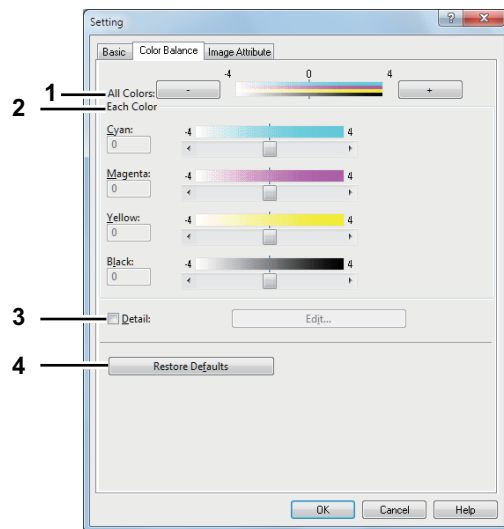 Setting
?
Basic Color Balance Image Attribute
-4 0 4
1 All Colors: - +
2 Each Color
Cyan: -4 4
0
Magenta: -4 4
0
Yellow: -4 4
0
Black: -4 4
0
3 Detail: Edit...
4 Restore Defaults
OK Cancel Help